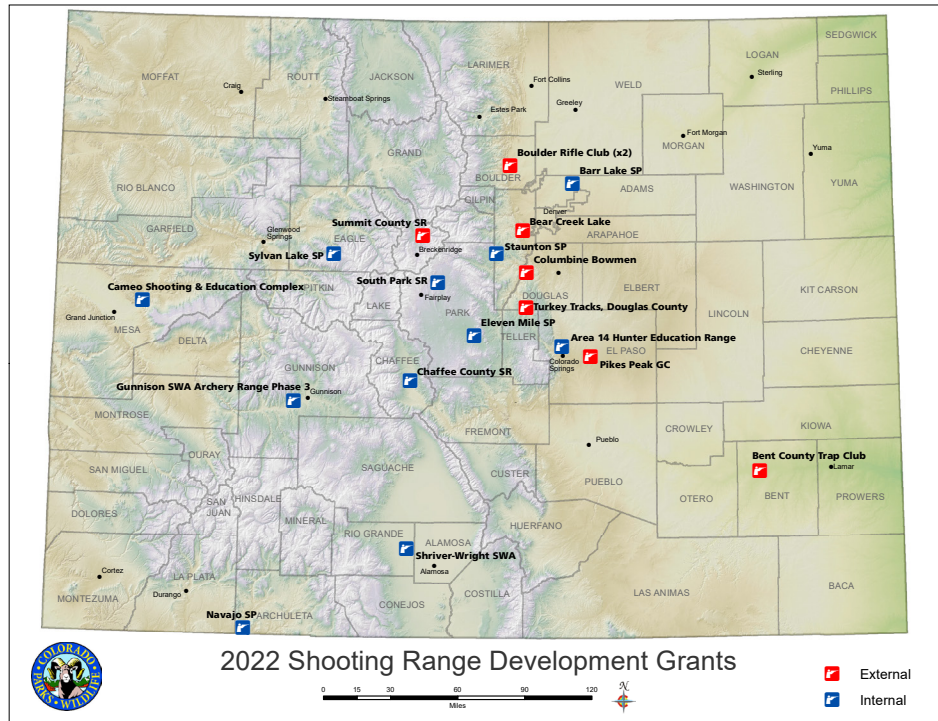 SEDGWICK
LOGAN
LARIMER
MOFFAT
ROUTT
JACKSON
Sterling
Fort Collins
WELD
Craig
PHILLIPS
Steamboat Springs
Greeley
Estes Park
Fort Morgan
MORGAN
GRAND
Boulder Rifle Club (x2)
Yuma
BOULDER
Barr Lake SP
WASHINGTON
YUMA
RIO BLANCO
ADAMS
GILPIN
Denver
Summit County SR
Bear Creek Lake
GARFIELD
ARAPAHOE
Glenwood
Springs
EAGLE
Sylvan Lake SP
Breckenridge
Staunton SP
Columbine Bowmen
Cameo Shooting & Education Complex
PITKIN
South Park SR
ELBERT
KIT CARSON
LAKE
Fairplay
DOUGLAS
Grand Junction
MESA
PARK
Turkey Tracks, Douglas County
LINCOLN
Eleven Mile SP
TELLER
DELTA
Area 14 Hunter Education Range
EL PASO
CHEYENNE
Colorado
Springs
GUNNISON
CHAFFEE
Pikes Peak GC
Chaffee County SR
Gunnison SWA Archery Range Phase 3
Gunnison
MONTROSE
FREMONT
CROWLEY
KIOWA
Pueblo
OURAY
SAGUACHE
Bent County Trap Club
SAN MIGUEL
CUSTER
Lamar
PUEBLO
HINSDALE
SAN
JUAN
OTERO
BENT
PROWERS
DOLORES
MINERAL
HUERFANO
RIO GRANDE
ALAMOSA
Shriver-Wright SWA
Alamosa
Cortez
LA PLATA
BACA
MONTEZUMA
Durango
COSTILLA
LAS ANIMAS
CONEJOS
Navajo SP
ARCHULETA
COLORADO
PARKS
WILDLIFE
2022 Shooting Range Development Grants
External
Internal
N
0 15 30 60 90 120
Miles